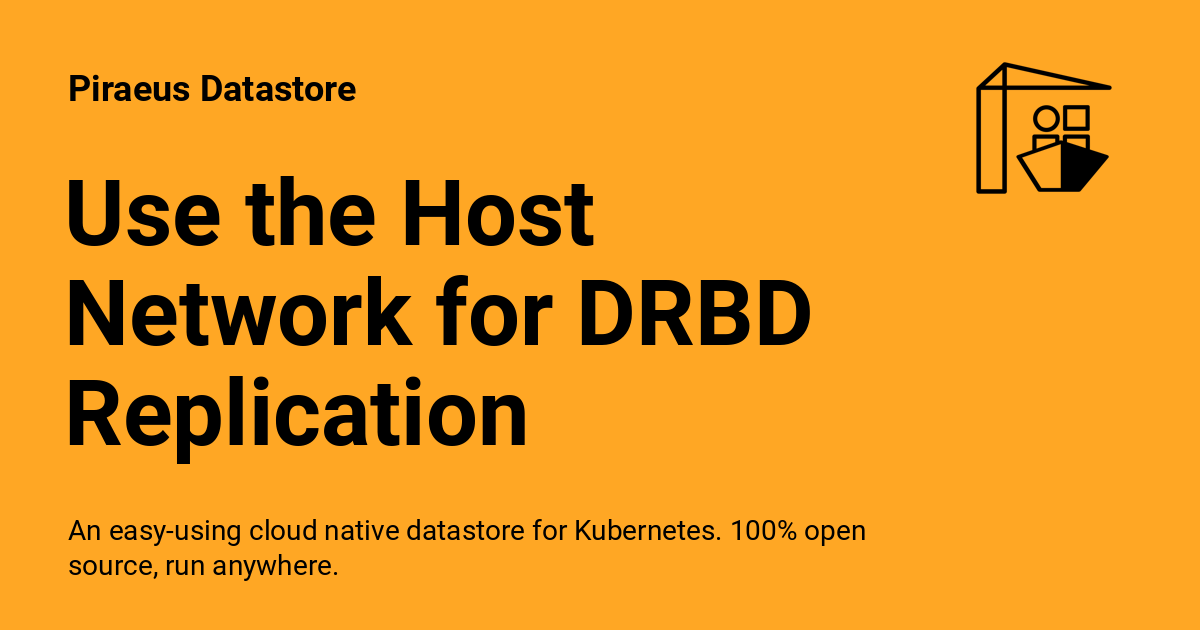 Piraeus Datastore
Use the Host
Network for DRBD
Replication
An easy-using cloud native datastore for Kubernetes. 100% open
source, run anywhere.